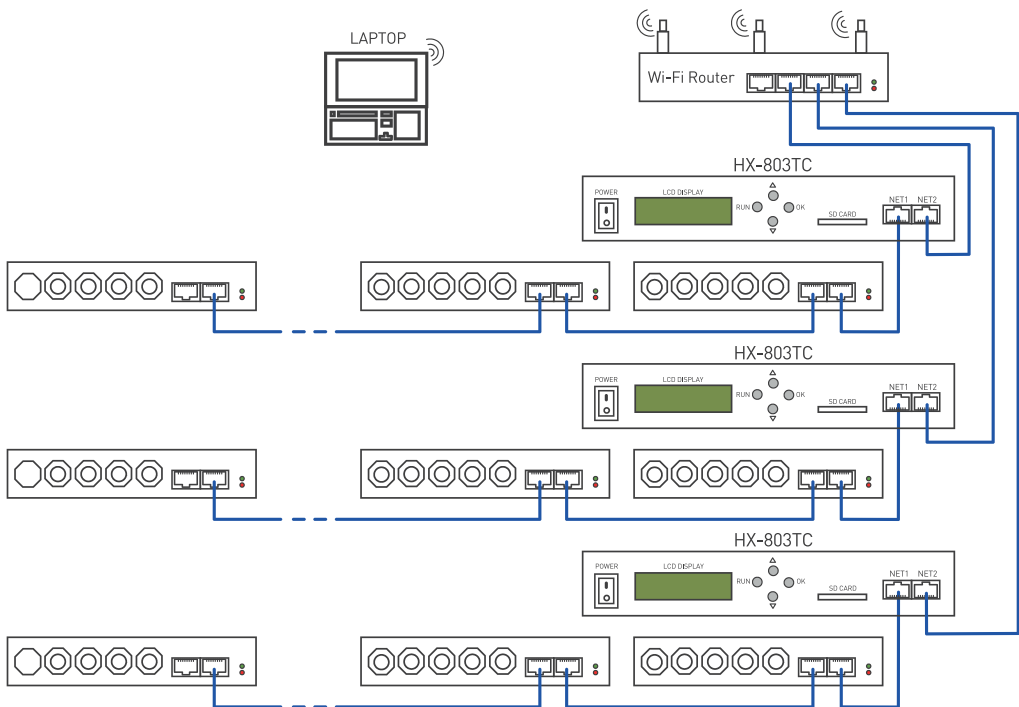 LAPTOP
Wi-Fi Router
HX-803TC
POWER
LCD DISPLAY
RUN
OK
SD CARD
NET1
NET2
HX-803TC
POWER
LCD DISPLAY
RUN
OK
SD CARD
NET1
NET2
HX-803TC
POWER
LCD DISPLAY
RUN
OK
SD CARD
NET1
NET2